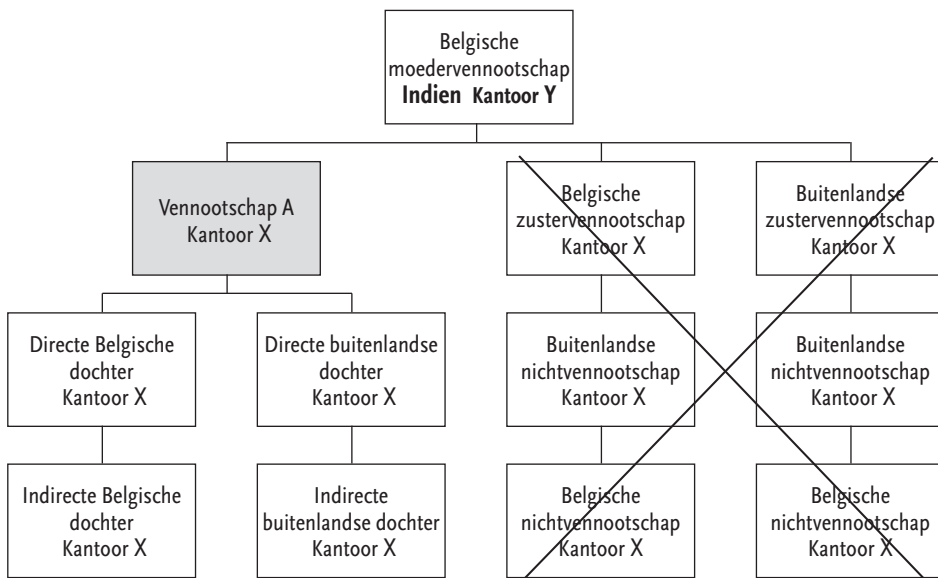 Belgische
moedervennootschap
Indien Kantoor Y
Vennootschap A
Kantoor X
Belgische
zustervennootschap
Kantoor X
Buitenlandse
zustervennootschap
Kantoor X
Directe Belgische
dochter
Kantoor X
Directe buitenlandse
dochter
Kantoor X
Buitenlandse
nichtvennootschap
Kantoor X
Buitenlandse
nichtvennootschap
Kantoor X
Indirecte Belgische
dochter
Kantoor X
Indirecte
buitenlandse dochter
Kantoor X
Belgische
nichtvennootschap
Kantoor X
Belgische
nichtvennootschap
Kantoor X